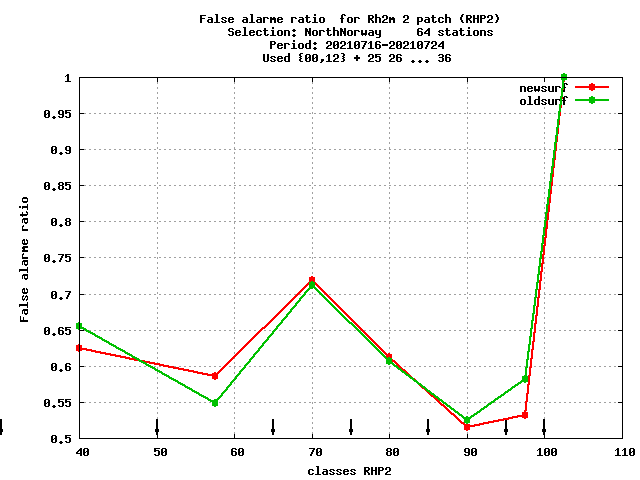 False alarme ratio  for Rh2m 2 patch (RHP2)
Selection: NorthNorway     64 stations
Period: 20210716-20210724
Used {00,12} + 25 26 ... 36
newsurf
oldsurf
1
0.95
0.9
0.85
0.8
0.75
0.7
0.65
0.6
0.55
0.5
False alarme ratio
40 50 60 70 80 90 100 110
classes RHP2